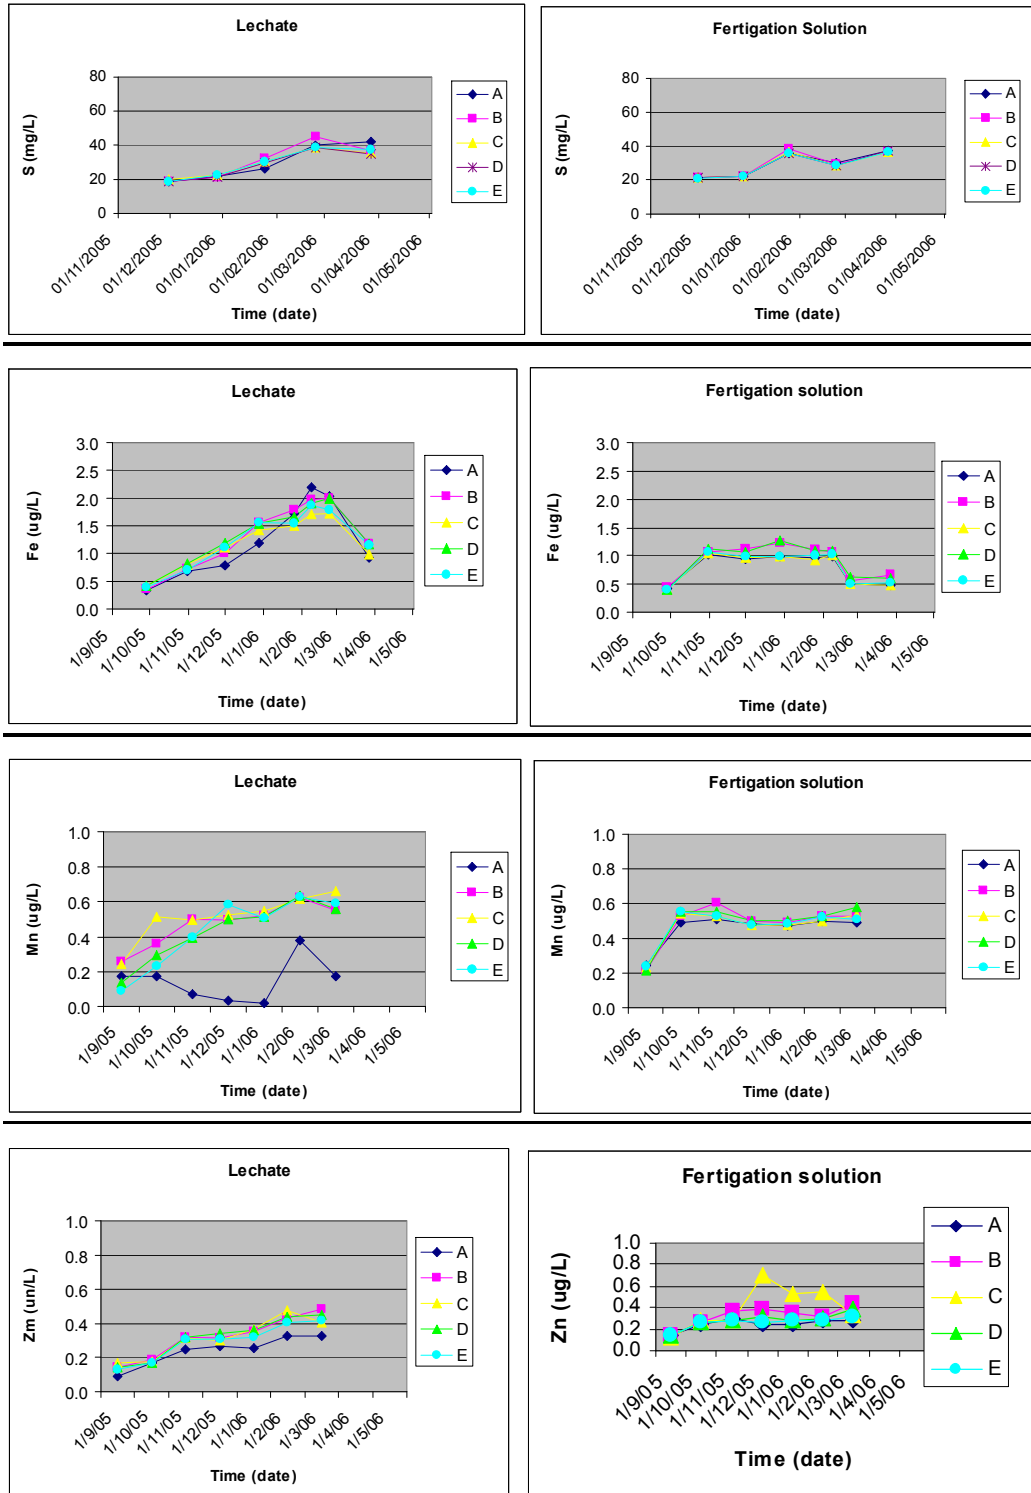 Lechate
S (mg/L)
80
60
40
20
0
01/11/2005
01/12/2005
01/01/2006
01/02/2006
01/03/2006
01/04/2006
01/05/2006
Time (date)
A
B
C
D
E
Fertigation Solution
S (mg/L)
80
60
40
20
0
01/11/2005
01/12/2005
01/01/2006
01/02/2006
01/03/2006
01/04/2006
01/05/2006
Time (date)
A
B
C
D
E
Lechate
Fe (ug/L)
3.0
2.5
2.0
1.5
1.0
0.5
0.0
1/9/05
1/10/05
1/11/05
1/12/05
1/1/06
1/2/06
1/3/06
1/4/06
1/5/06
Time (date)
A
B
C
D
E
Fertigation solution
Fe (ug/L)
3.0
2.5
2.0
1.5
1.0
0.5
0.0
1/9/05
1/10/05
1/11/05
1/12/05
1/1/06
1/2/06
1/3/06
1/4/06
1/5/06
Time (date)
A
B
C
D
E
Lechate
Mn (ug/L)
1.0
0.8
0.6
0.4
0.2
0.0
1/9/05
1/10/05
1/11/05
1/12/05
1/1/06
1/2/06
1/3/06
1/4/06
1/5/06
Time (date)
A
B
C
D
E
Fertigation solution
Mn (ug/L)
1.0
0.8
0.6
0.4
0.2
0.0
1/9/05
1/10/05
1/11/05
1/12/05
1/1/06
1/2/06
1/3/06
1/4/06
1/5/06
Time (date)
A
B
C
D
E
Lechate
Zm (un/L)
1.0
0.8
0.6
0.4
0.2
0.0
1/9/05
1/10/05
1/11/05
1/12/05
1/1/06
1/2/06
1/3/06
1/4/06
1/5/06
Time (date)
A
B
C
D
E
Fertigation solution
Zn (ug/L)
1.0
0.8
0.6
0.4
0.2
0.0
1/9/05
1/10/05
1/11/05
1/12/05
1/1/06
1/2/06
1/3/06
1/4/06
1/5/06
Time (date)
A
B
C
D
E